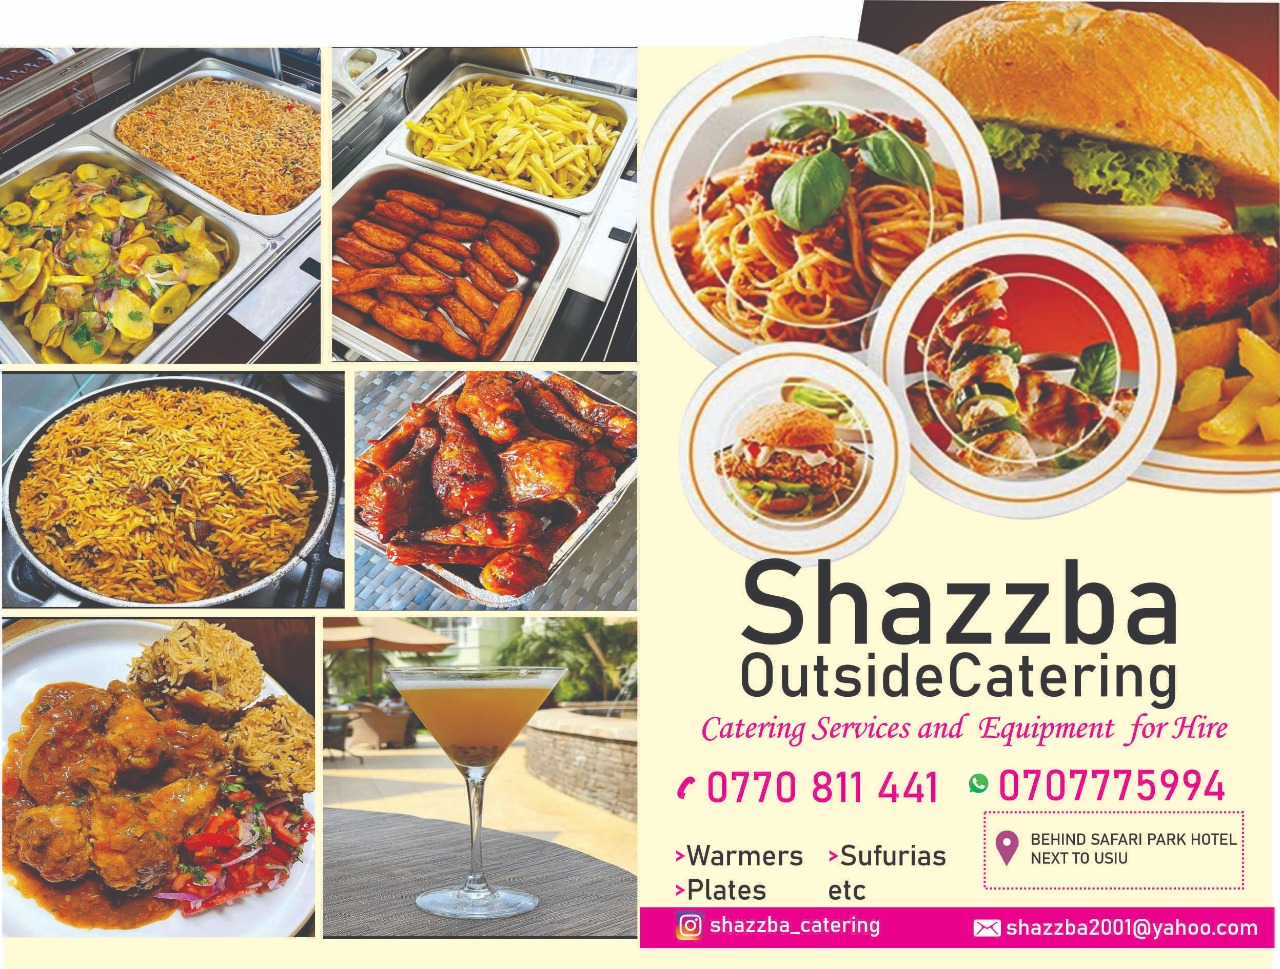 Shazzba
OutsideCatering
Catering Services and Equipment for Hire
0770 811 441
0707775994
>Warmers
>Sufurias
>Plates
etc
BEHIND SAFARI PARK HOTEL
NEXT TO USIU
shazzba_catering
shazzba2001@yahoo.com